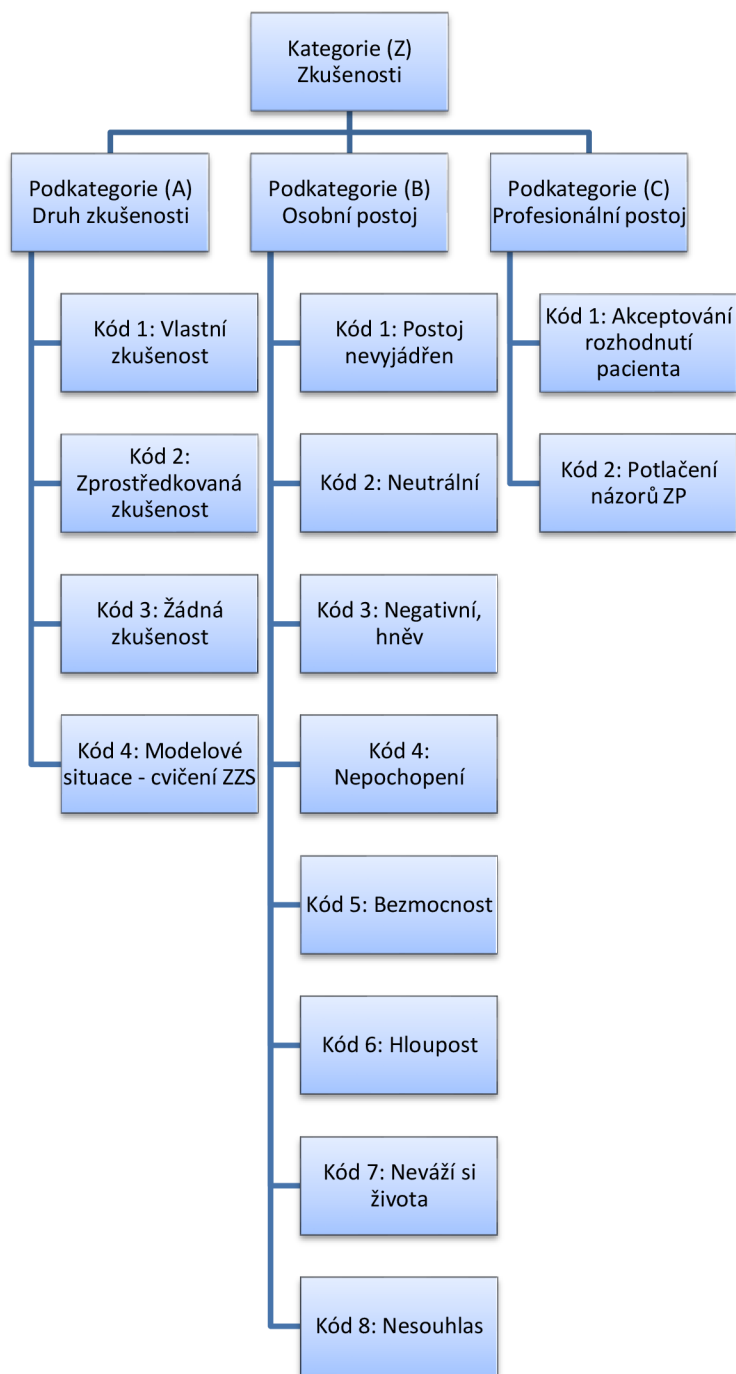 Kategorie (Z)
Zkušenosti
Podkategorie (A)
Druh zkušenosti
Kód 1: Vlastní
zkušenost
Kód 2:
Zprostředkovaná
zkušenost
Kód 3: Žádná
zkušenost
Kód 4: Modelové
situace - cvičení ZZS
Podkategorie (B)
Osobní postoj
Kód 1: Postoj
nevyjádřen
Kód 2: Neutrální
Kód 3: Negativní,
hněv
Kód 4:
Nepochopení
Kód 5: Bezmocnost
Kód 6: Hloupost
Kód 7: Neváží si
života
Kód 8: Nesouhlas
Podkategorie (C)
Profesionální postoj
Kód 1: Akceptování
rozhodnutí
pacienta
Kód 2: Potlačení
názorů ZP